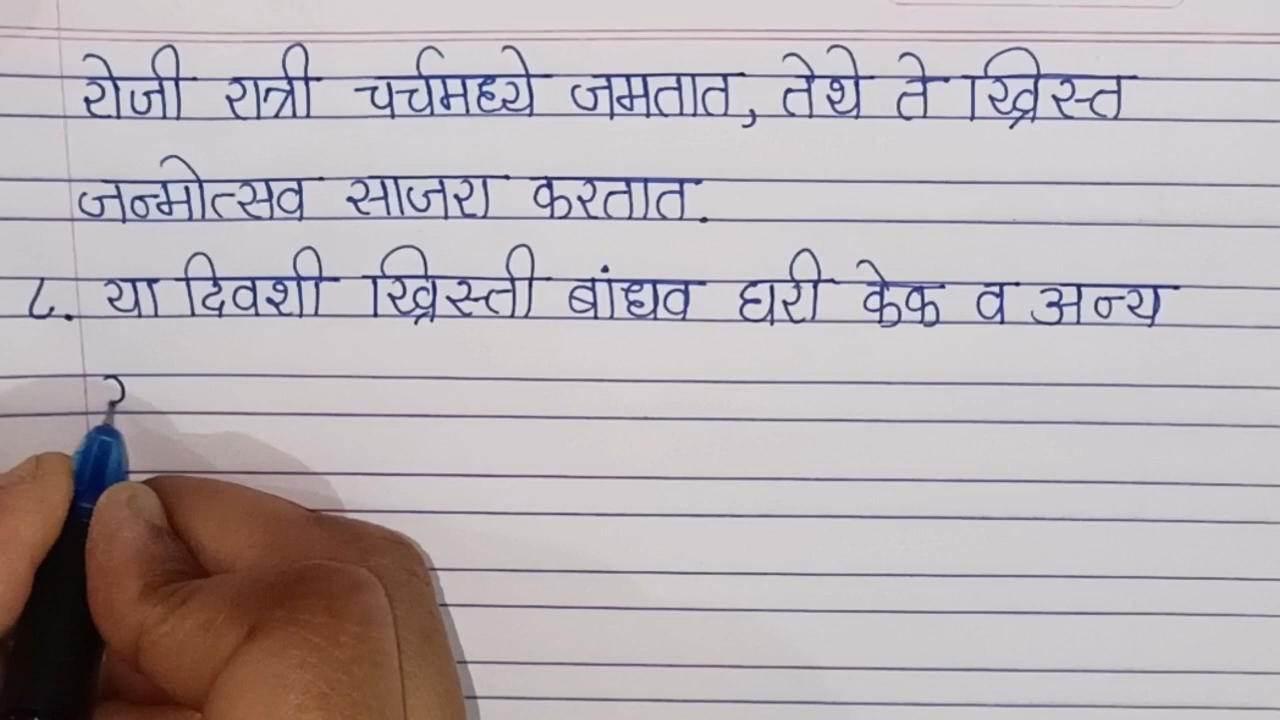 रोजी रात्री चर्चमध्ये जमतात, तेथे ते ख्रिस्त
जन्मोत्सव साजरा करतात.
८. या दिवशी ख्रिस्ती बांधव घरी केक व अन्य